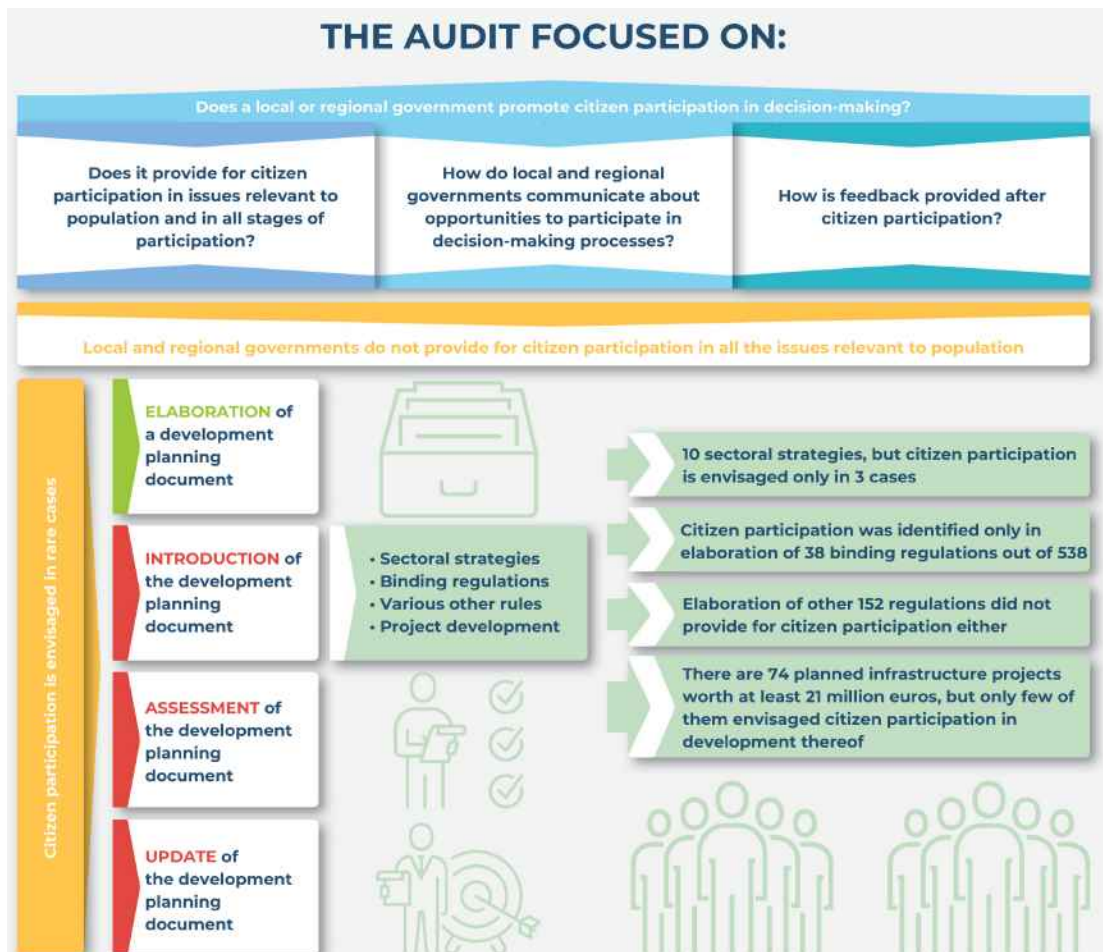 THE AUDIT FOCUSED ON:
Does a local or regional government promote citizen participation in decision-making?
Does it provide for citizen
participation in issues relevant to
population and in all stages of
participation?
How do local and regional
governments communicate about
opportunities to participate in
decision-making processes?
How is feedback provided after
citizen participation?
Local and regional governments do not provide for citizen participation in all the issues relevant to population
Citizen participation is envisaged in rare cases
ELABORATION of
a development
planning
document
INTRODUCTION of
the development
planning
document
ASSESSMENT of
the development
planning
document
UPDATE of
the development
planning
document
• Sectoral strategies
• Binding regulations
• Various other rules
• Project development
10 sectoral strategies, but citizen participation
is envisaged only in 3 cases
Citizen participation was identified only in
elaboration of 38 binding regulations out of 538
Elaboration of other 152 regulations did not
provide for citizen participation either
There are 74 planned infrastructure projects
worth at least 21 million euros, but only few of
them envisaged citizen participation in
development thereof